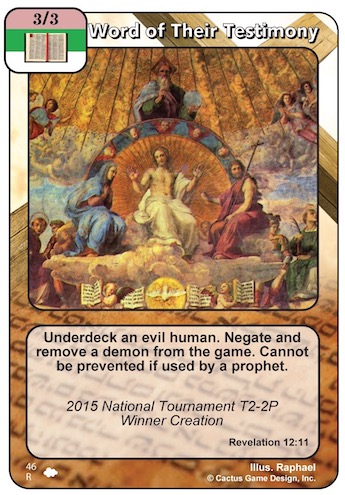 3/3
Word of Their Testimony
Underdeck an evil human. Negate and
remove a demon from the game. Cannot
be prevented if used by a prophet.
2015 National Tournament T2-2P
Winner Creation
Revelation 12:11
46
R
Illus. Raphael
© Cactus Game Design, Inc.